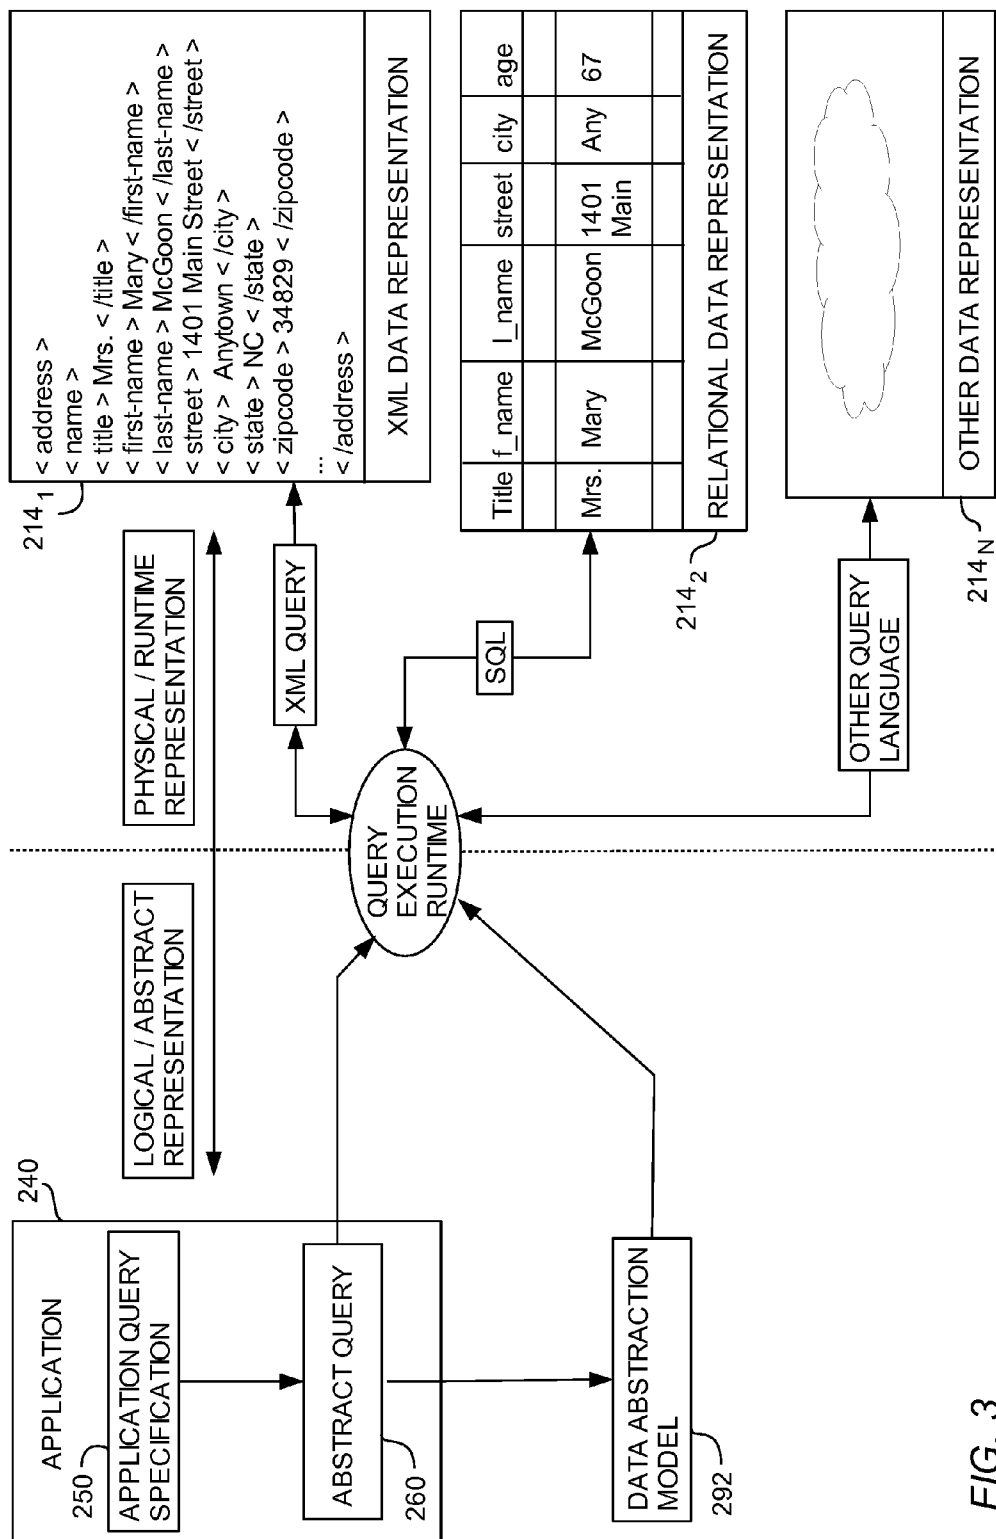 APPLICATION
240
250
APPLICATION QUERY
SPECIFICATION
ABSTRACT QUERY
260
DATA ABSTRACTION
MODEL
292
LOGICAL / ABSTRACT
REPRESENTATION
PHYSICAL / RUNTIME
REPRESENTATION
QUERY
EXECUTION
RUNTIME
XML QUERY
SQL
OTHER QUERY
LANGUAGE
214₁
< address >
< name >
< title > Mrs. < /title >
< first-name > Mary < /first-name >
< last-name > McGoon < /last-name >
< street > 1401 Main Street < /street >
< city > Anytown < /city >
< state > NC < /state >
< zipcode > 34829 < /zipcode >
...
< /address >
XML DATA REPRESENTATION
Title f_name l_name street city age
Mrs. Mary McGoon 1401 Any 67
Main
RELATIONAL DATA REPRESENTATION
214₂
OTHER DATA REPRESENTATION
214N
FIG. 3